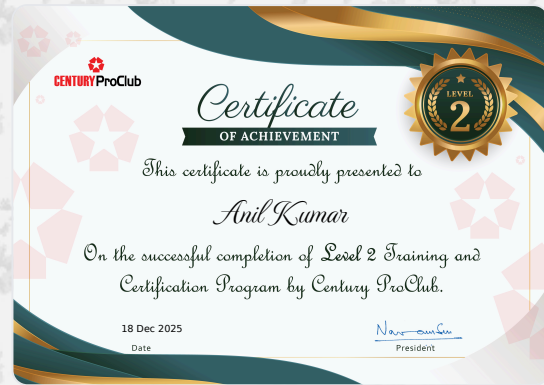 CENTURY ProClub
Certificate
OF ACHIEVEMENT
LEVEL
2
This certificate is proudly presented to
Anil Kumar
On the successful completion of Level 2 Training and
Certification Program by Century ProClub.
18 Dec 2025
Date
President